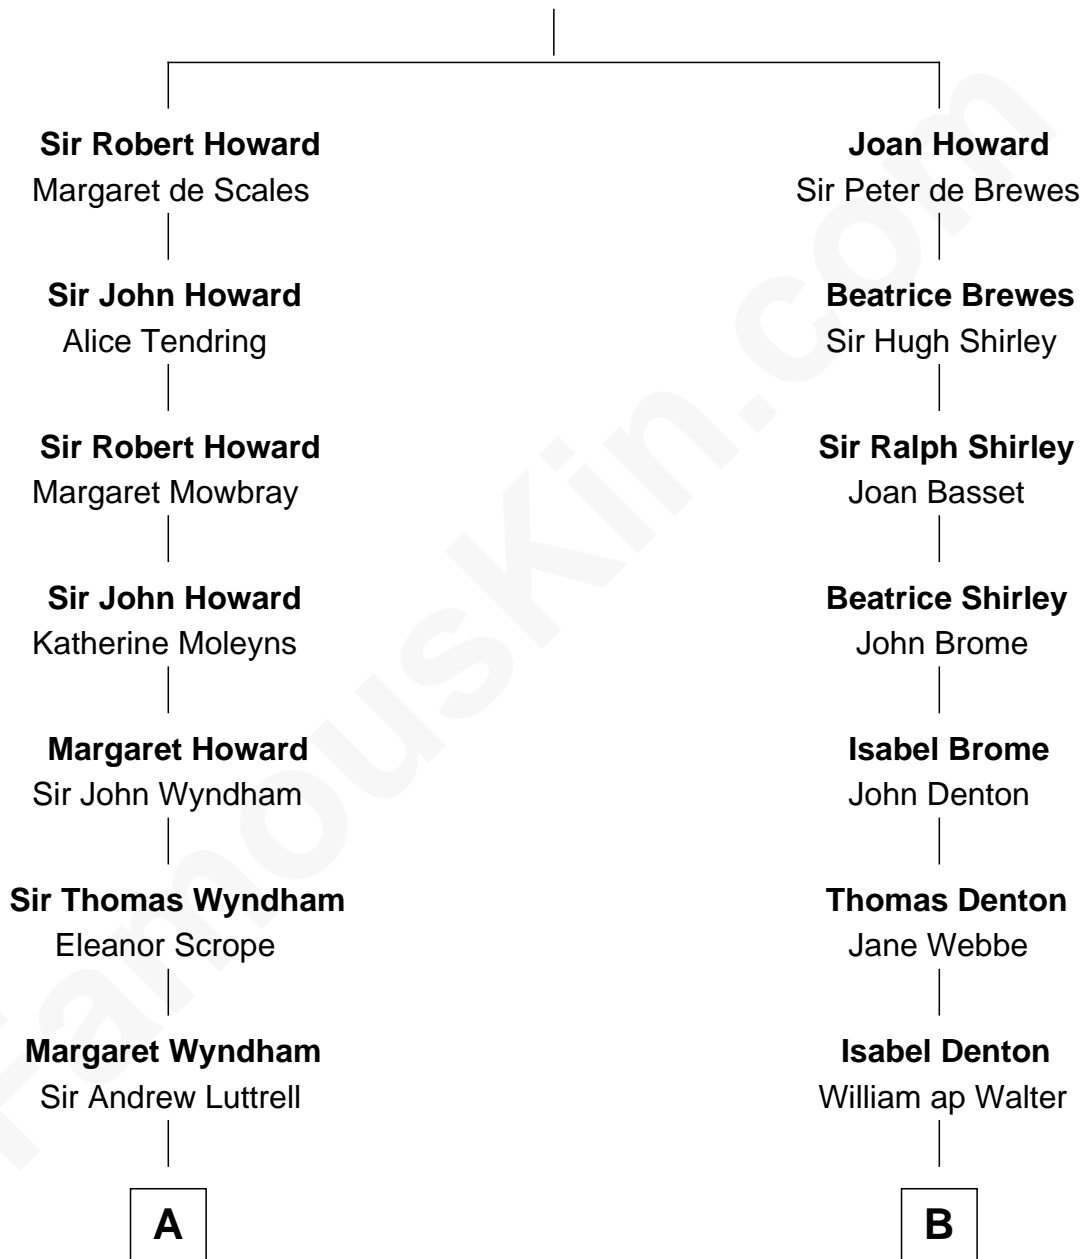 Sir Robert Howard
Margaret de Scales
Sir John Howard
Alice Tendring
Sir Robert Howard
Margaret Mowbray
Sir John Howard
Katherine Moleyns
Margaret Howard
Sir John Wyndham
Sir Thomas Wyndham
Eleanor Scrope
Margaret Wyndham
Sir Andrew Luttrell
A
Joan Howard
Sir Peter de Brewes
Beatrice Brewes
Sir Hugh Shirley
Sir Ralph Shirley
Joan Basset
Beatrice Shirley
John Brome
Isabel Brome
John Denton
Thomas Denton
Jane Webbe
Isabel Denton
William ap Walter
B
FamousKin.com